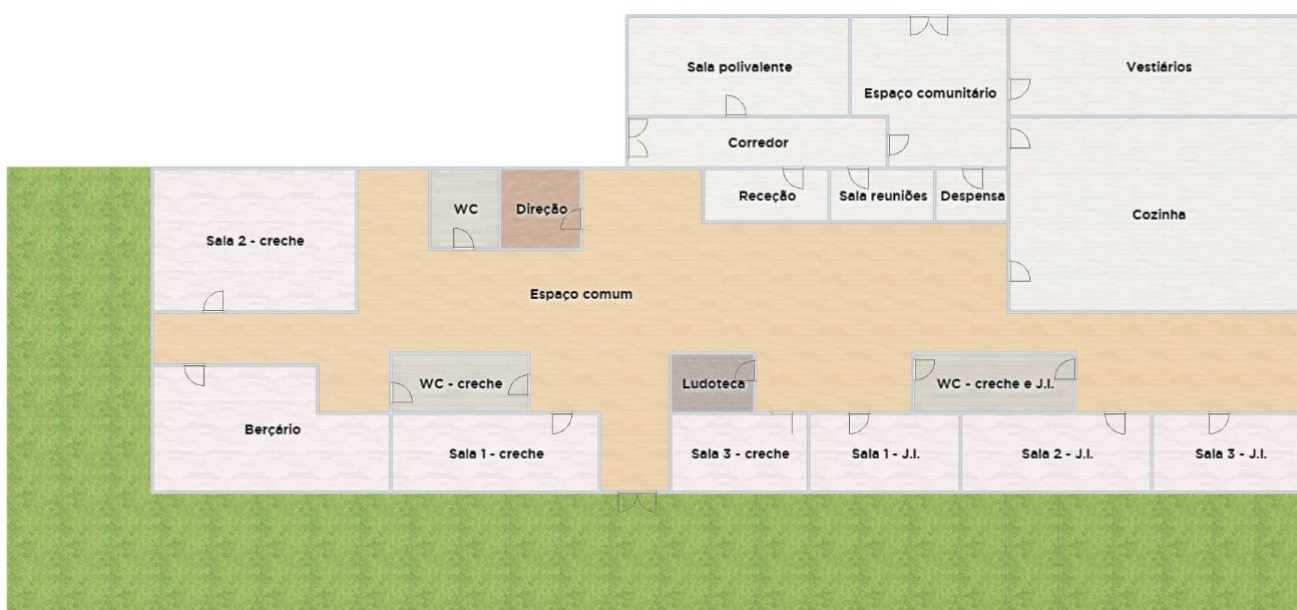 Sala polivalente
Vestiários
Espaço comunitário
Corredor
Receção
Sala reuniões
Despensa
Cozinha
WC
Direção
Sala 2 - creche
Espaço comum
WC - creche
Ludoteca
WC - creche e J.I.
Berçário
Sala 1 - creche
Sala 3 - creche
Sala 1 - J.I.
Sala 2 - J.I.
Sala 3 - J.I.